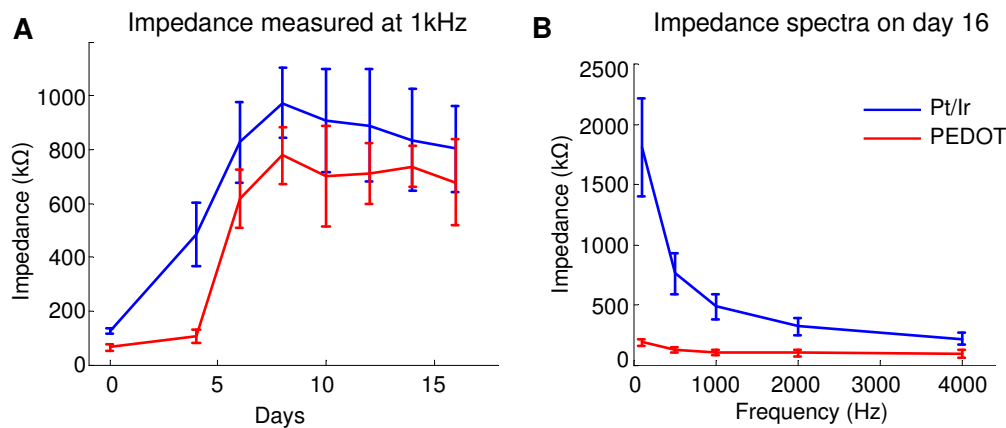 A
Impedance measured at 1kHz
Impedance (kΩ)
1000
800
600
400
200
0
0 5 10 15
Days
B
Impedance spectra on day 16
Impedance (kΩ)
2500
2000
1500
1000
500
0
Pt/Ir
PEDOT
0 1000 2000 3000 4000
Frequency (Hz)